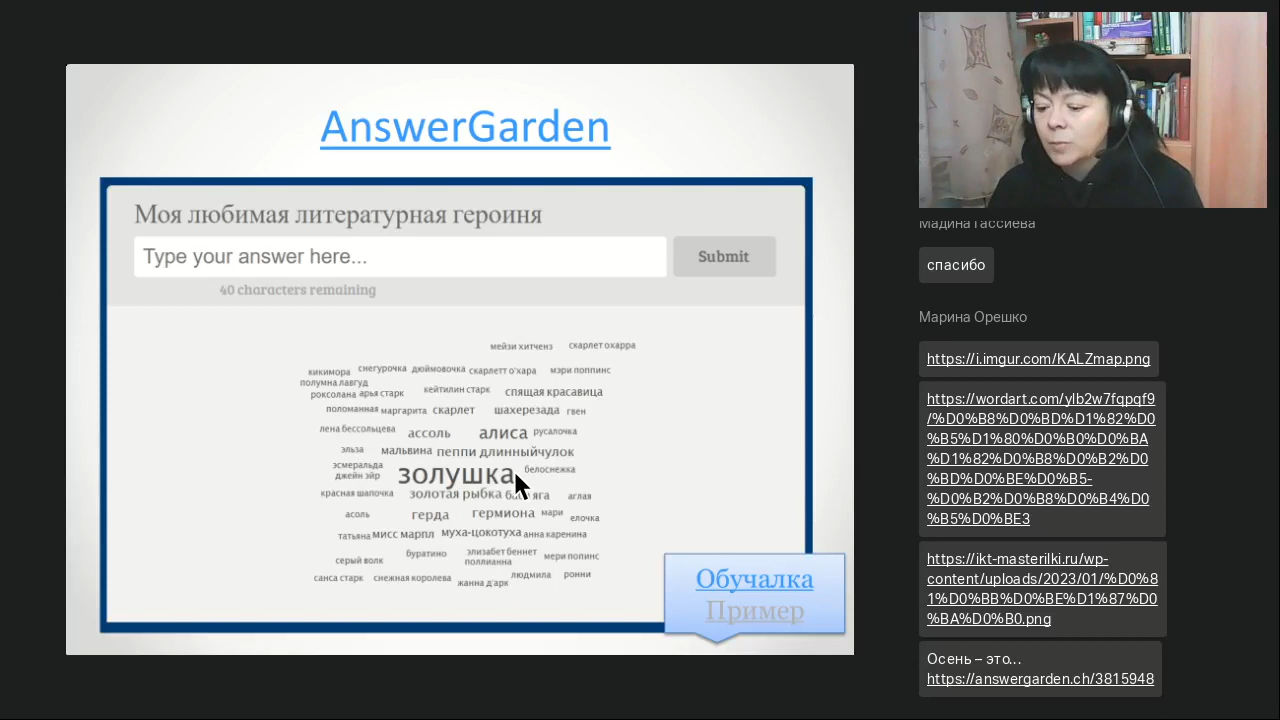 AnswerGarden
Моя любимая литературная героиня
Type your answer here...
Submit
40 characters remaining
мейзи хитченз скарлет охарра
кикимора снегурочка дюймовочка скарлетт о'хара мэри поппинс
полумна лавгуд
роксолана арья старк кейтилин старк спящая красавица
поломанная маргарита скарлет шахерезада гвен
лена бессольцева ассоль алиса русалочка
эльза мальвина пеппи длинныйчулок
эсмеральда золушка белоснежка
джейн эйр
красная шапочка золотая рыбка яга аглая
асоль герда гермиона мари елочка
татьяна мисс марпл муха-цокотуха анна каренина
серый волк буратино элизабет беннет мери попинс
поллианна
санса старк снежная королева жанна д'арк людмила ронни
Обучалка
Пример
Мадина Гассиева
спасибо
Марина Орешко
https://i.imgur.com/KALZmap.png
https://wordart.com/ylb2w7fqpqf9
/%D0%B8%D0%BD%D1%82%D0
%B5%D1%80%D0%B0%D0%BA
%D1%82%D0%B8%D0%B2%D0
%BD%D0%BE%D0%B5-
%D0%B2%D0%B8%D0%B4%D0
%B5%D0%BE3
https://ikt-masterilki.ru/wp-
content/uploads/2023/01/%D0%8
1%D0%BB%D0%BE%D1%87%D0
%BA%D0%B0.png
Осень – это...
https://answergarden.ch/3815948